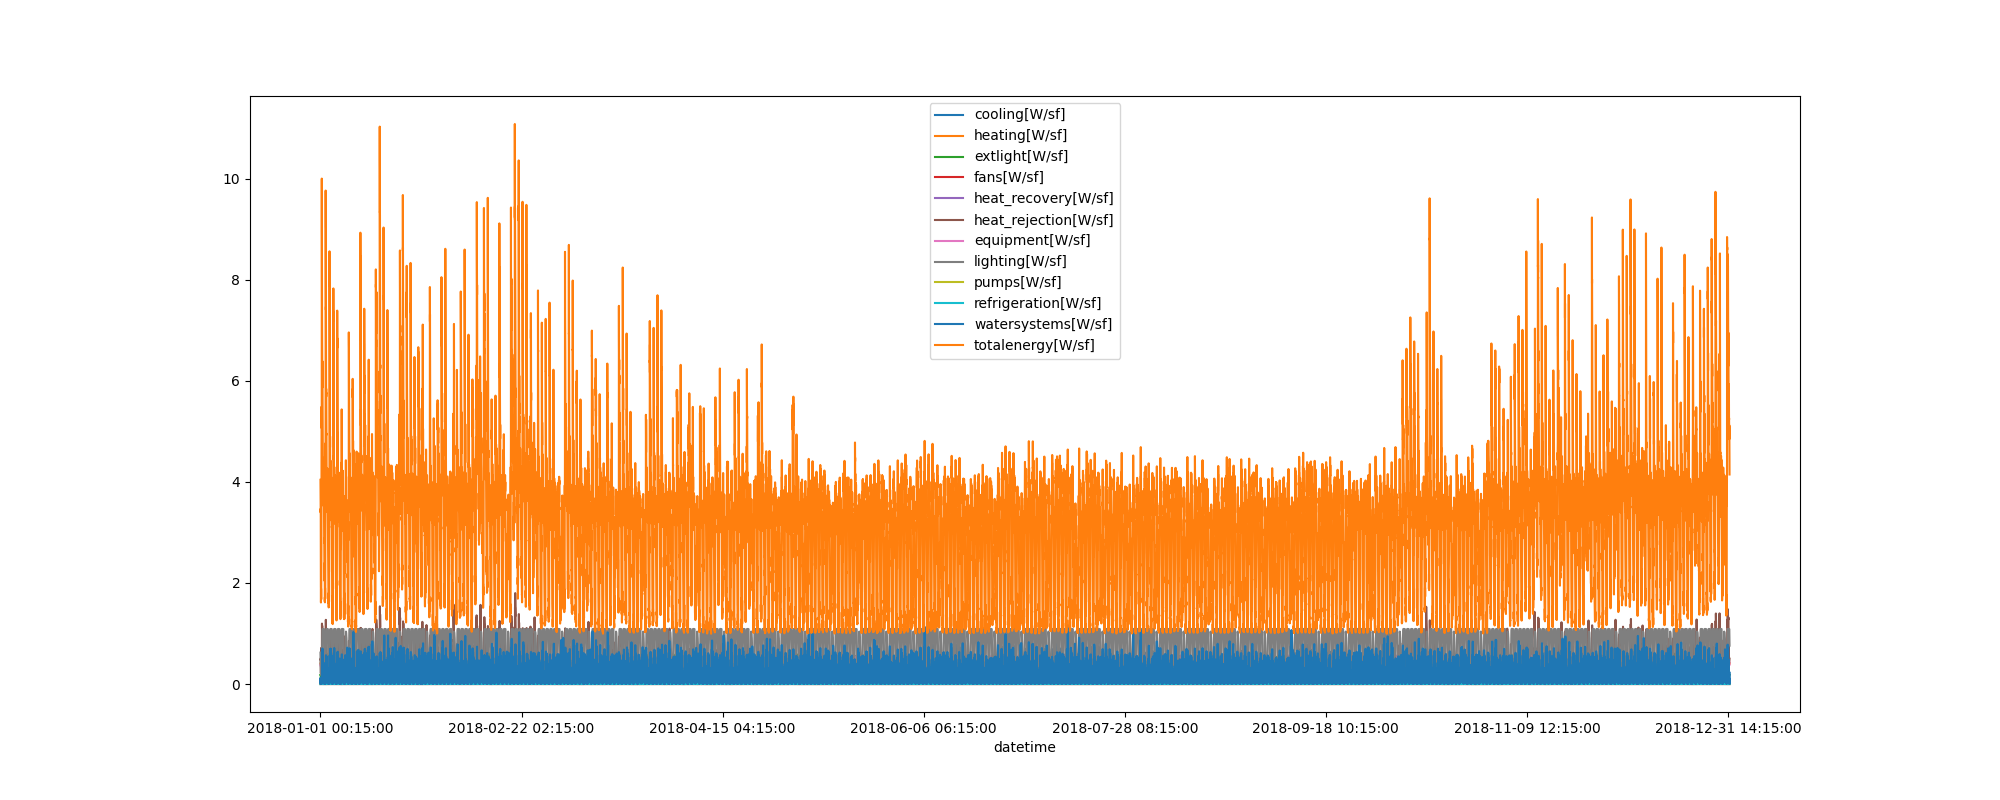 cooling[W/sf]
heating[W/sf]
extlight[W/sf]
fans[W/sf]
heat_recovery[W/sf]
heat_rejection[W/sf]
equipment[W/sf]
lighting[W/sf]
pumps[W/sf]
refrigeration[W/sf]
watersystems[W/sf]
totalenergy[W/sf]
10
8
6
4
2
0
2018-01-01 00:15:00 2018-02-22 02:15:00 2018-04-15 04:15:00 2018-06-06 06:15:00 2018-07-28 08:15:00 2018-09-18 10:15:00 2018-11-09 12:15:00 2018-12-31 14:15:00
datetime